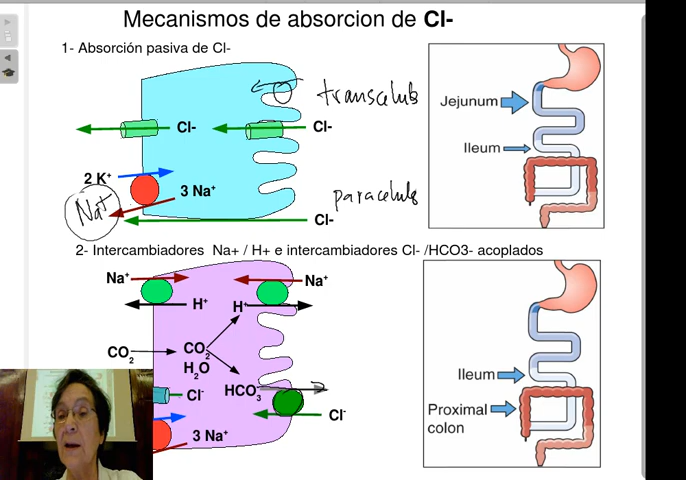 Mecanismos de absorcion de Cl-
1- Absorción pasiva de Cl-
Cl- Cl-
2 K+
3 Na+
Na+
Cl-
Jejunum
Ileum
2- Intercambiadores Na+ / H+ e intercambiadores Cl- /HCO3- acoplados
Na+ Na+
H+ H+
CO2 CO2
H2O
HCO3
Cl- Cl-
3 Na+
Ileum
Proximal
colon